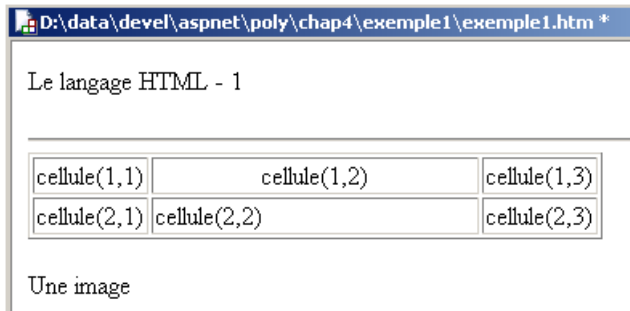 D:\data\devel\aspnet\poly\chap4\exemple1\exemple1.htm *
Le langage HTML - 1
cellule(1,1) cellule(1,2) cellule(1,3)
cellule(2,1) cellule(2,2) cellule(2,3)
Une image